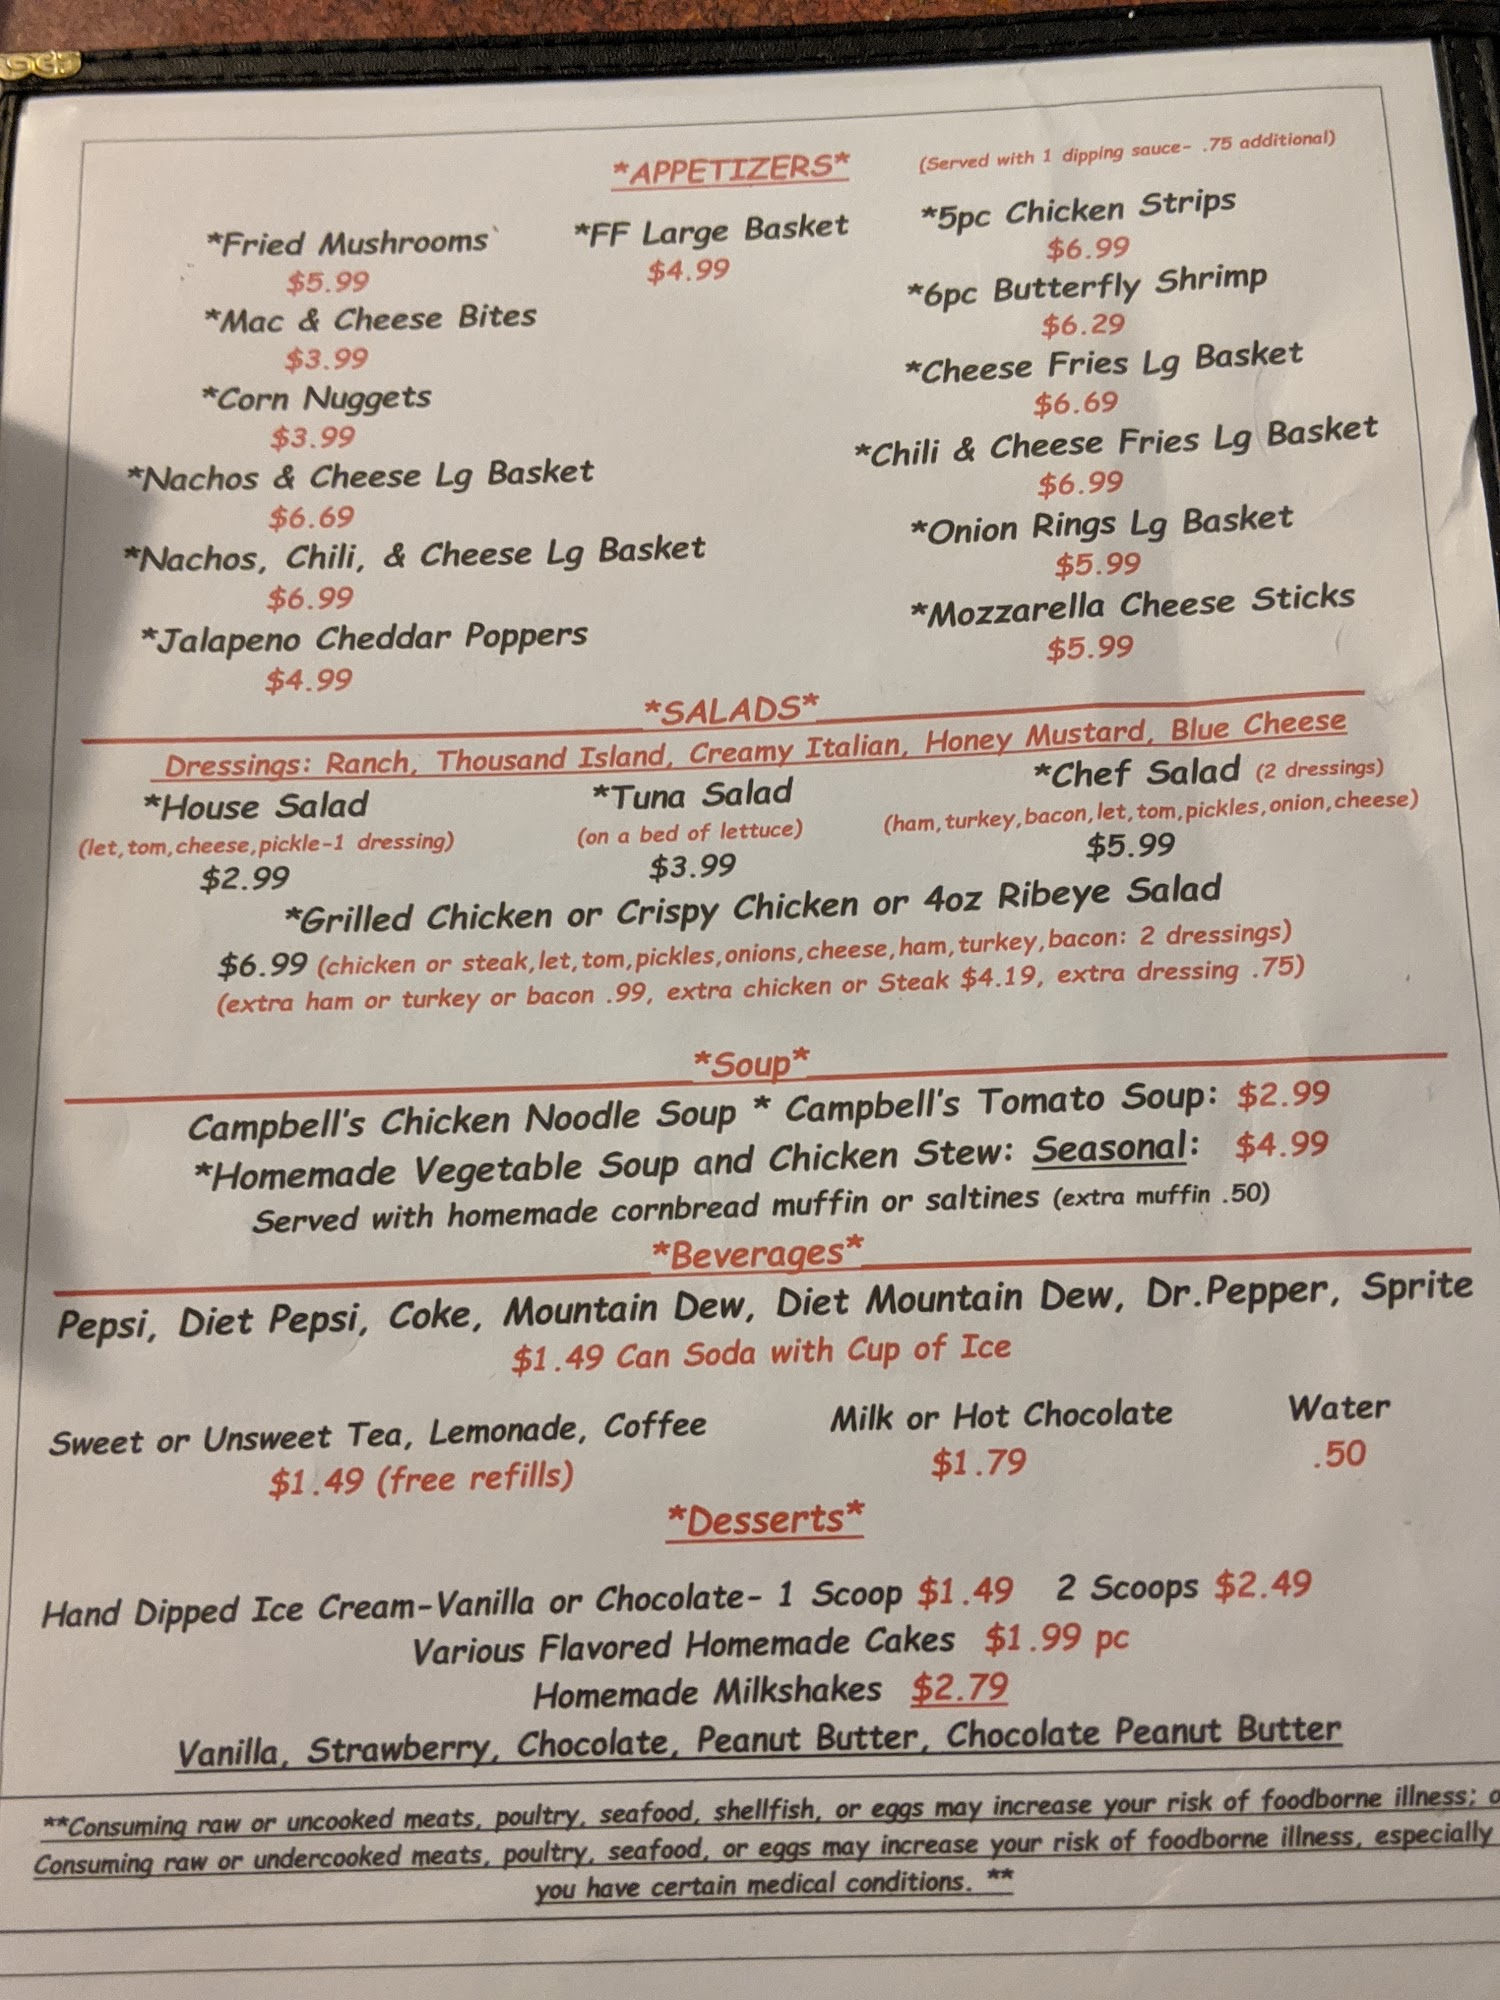 *APPETIZERS* (Served with 1 dipping sauce- .75 additional)
*Fried Mushrooms` *FF Large Basket *5pc Chicken Strips
$5.99 $4.99 $6.99
*Mac & Cheese Bites *6pc Butterfly Shrimp
$3.99 $6.29
*Corn Nuggets *Cheese Fries Lg Basket
$3.99 $6.69
*Nachos & Cheese Lg Basket *Chili & Cheese Fries Lg Basket
$6.69 $6.99
*Nachos, Chili, & Cheese Lg Basket *Onion Rings Lg Basket
$6.99 $5.99
*Jalapeno Cheddar Poppers *Mozzarella Cheese Sticks
$4.99 $5.99
*SALADS*
Dressings: Ranch, Thousand Island, Creamy Italian, Honey Mustard, Blue Cheese
*House Salad *Tuna Salad *Chef Salad (2 dressings)
(let,tom,cheese,pickle-1 dressing) (on a bed of lettuce) (ham,turkey,bacon,let,tom,pickles,onion,cheese)
$2.99 $3.99 $5.99
*Grilled Chicken or Crispy Chicken or 4oz Ribeye Salad
$6.99 (chicken or steak,let,tom,pickles,onions,cheese,ham,turkey,bacon: 2 dressings)
(extra ham or turkey or bacon .99, extra chicken or Steak $4.19, extra dressing .75)
*Soup*
Campbell's Chicken Noodle Soup * Campbell's Tomato Soup: $2.99
*Homemade Vegetable Soup and Chicken Stew: Seasonal: $4.99
Served with homemade cornbread muffin or saltines (extra muffin .50)
*Beverages*
Pepsi, Diet Pepsi, Coke, Mountain Dew, Diet Mountain Dew, Dr.Pepper, Sprite
$1.49 Can Soda with Cup of Ice
Sweet or Unsweet Tea, Lemonade, Coffee Milk or Hot Chocolate Water
$1.49 (free refills) $1.79 .50
*Desserts*
Hand Dipped Ice Cream-Vanilla or Chocolate- 1 Scoop $1.49 2 Scoops $2.49
Various Flavored Homemade Cakes $1.99 pc
Homemade Milkshakes $2.79
Vanilla, Strawberry, Chocolate, Peanut Butter, Chocolate Peanut Butter
**Consuming raw or uncooked meats, poultry, seafood, shellfish, or eggs may increase your risk of foodborne illness;
Consuming raw or undercooked meats, poultry, seafood, or eggs may increase your risk of foodborne illness, especially
you have certain medical conditions. **